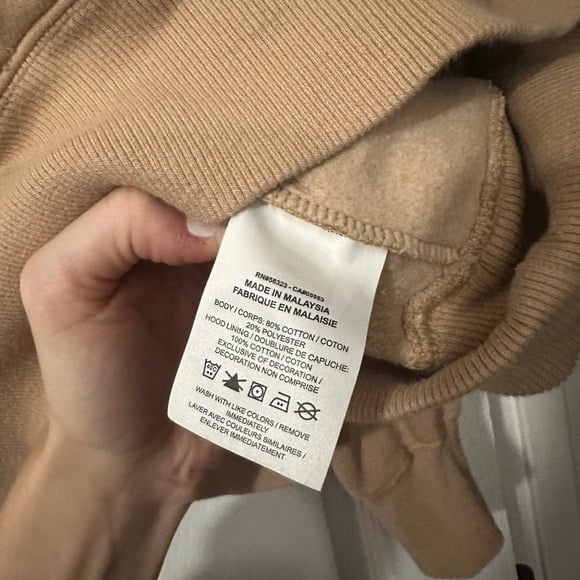 RN#56323 - CA#05553
MADE IN MALAYSIA
FABRIQUE EN MALAISIE
BODY / CORPS: 80% COTTON / COTON
20% POLYESTER
HOOD LINING / DOUBLURE DE CAPUCHE:
100% COTTON / COTON
EXCLUSIVE OF DECORATION /
DECORATION NON COMPRISE
WASH WITH LIKE COLORS / REMOVE
IMMEDIATELY
LAVER AVEC COULEURS SIMILAIRES /
ENLEVER IMMEDIATEMENT